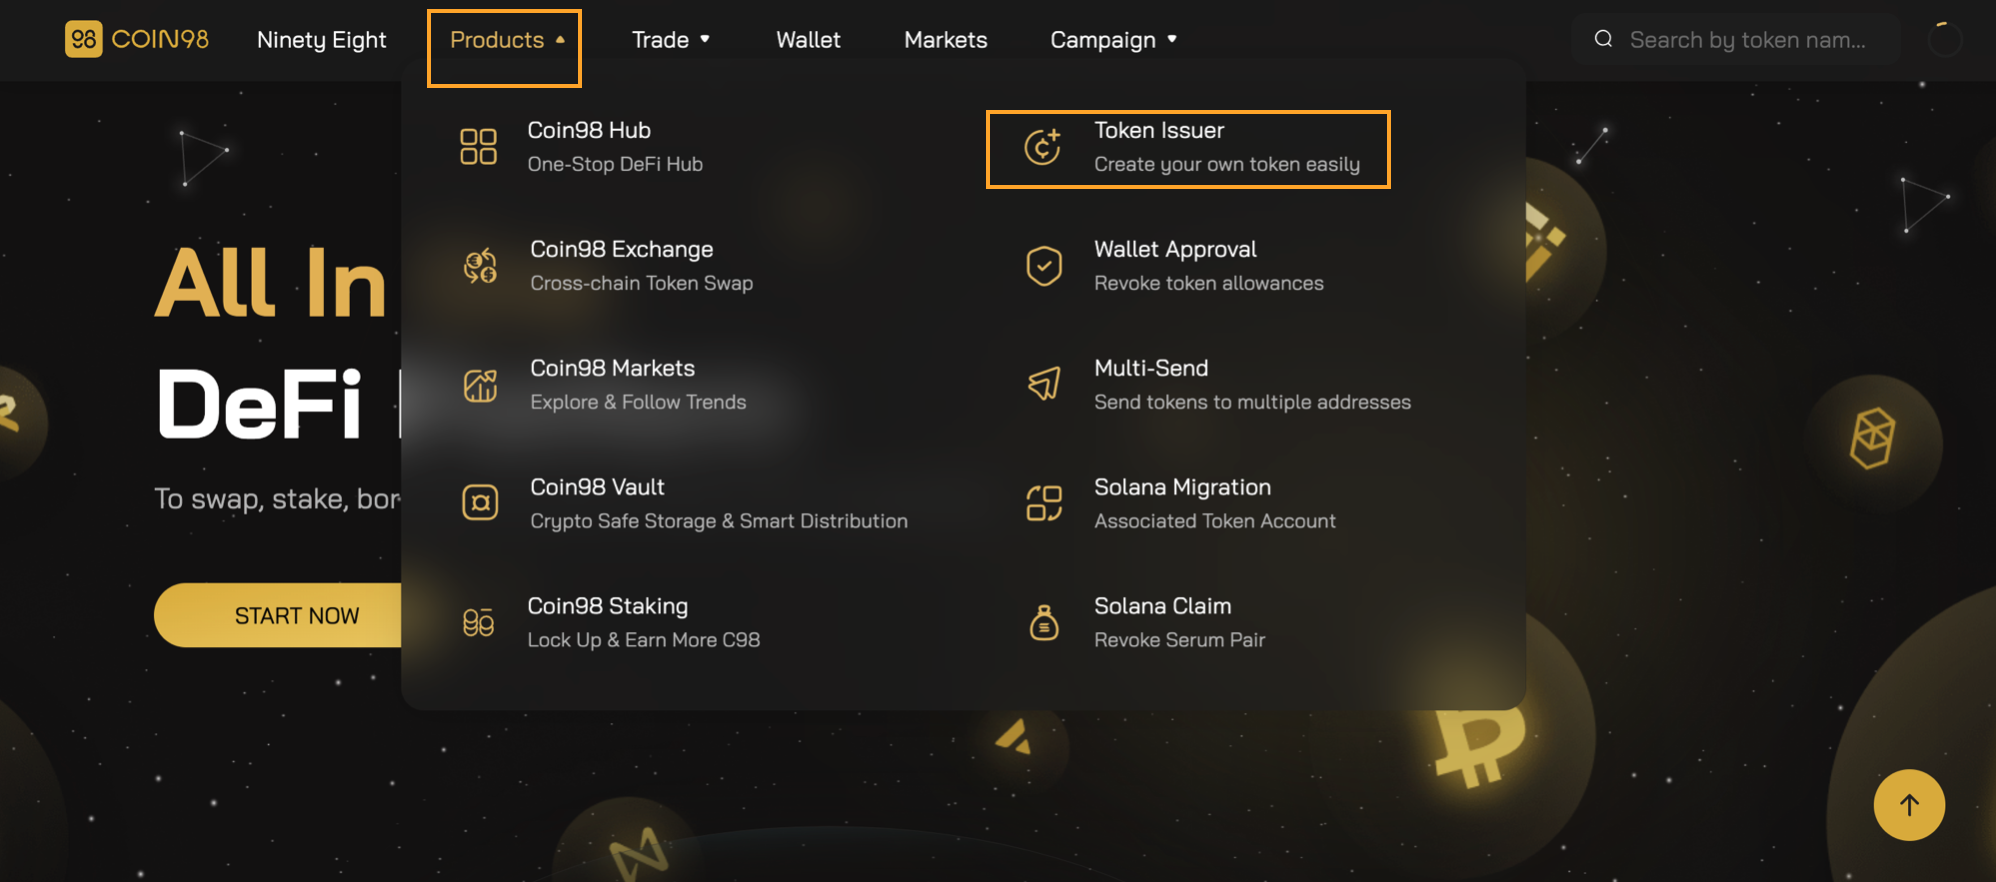 98 COIN98
Ninety Eight
Products
Trade
Wallet
Markets
Campaign
Search by token nam...
Coin98 Hub
One-Stop DeFi Hub
Token Issuer
Create your own token easily
Coin98 Exchange
Cross-chain Token Swap
Wallet Approval
Revoke token allowances
Coin98 Markets
Explore & Follow Trends
Multi-Send
Send tokens to multiple addresses
Coin98 Vault
Crypto Safe Storage & Smart Distribution
Solana Migration
Associated Token Account
Coin98 Staking
Lock Up & Earn More C98
Solana Claim
Revoke Serum Pair
All In
DeFi
To swap, stake, bor
START NOW